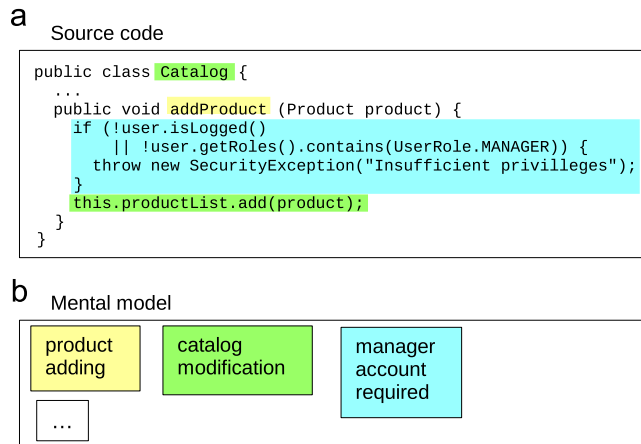 a
Source code
public class Catalog {
...
public void addProduct (Product product) {
if (!user.isLogged()
|| !user.getRoles().contains(UserRole.MANAGER)) {
throw new SecurityException("Insufficient privilleges");
}
this.productList.add(product);
}
}
b
Mental model
product
adding
catalog
modification
manager
account
required
...